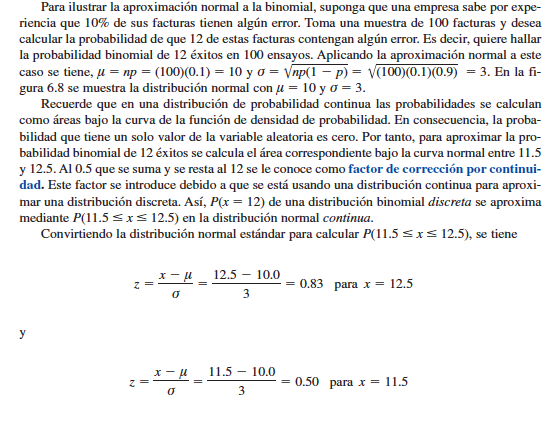 Para ilustrar la aproximación normal a la binomial, suponga que una empresa sabe por expe-
riencia que 10% de sus facturas tienen algún error. Toma una muestra de 100 facturas y desea
calcular la probabilidad de que 12 de estas facturas contengan algún error. Es decir, quiere hallar
la probabilidad binomial de 12 éxitos en 100 ensayos. Aplicando la aproximación normal a este
caso se tiene, μ = np = (100)(0.1) = 10 y σ = √np(1 − p) = √(100)(0.1)(0.9) = 3. En la fi-
gura 6.8 se muestra la distribución normal con μ = 10 y σ = 3.
Recuerde que en una distribución de probabilidad continua las probabilidades se calculan
como áreas bajo la curva de la función de densidad de probabilidad. En consecuencia, la proba-
bilidad que tiene un solo valor de la variable aleatoria es cero. Por tanto, para aproximar la pro-
babilidad binomial de 12 éxitos se calcula el área correspondiente bajo la curva normal entre 11.5
y 12.5. Al 0.5 que se suma y se resta al 12 se le conoce como factor de corrección por continui-
dad. Este factor se introduce debido a que se está usando una distribución continua para aproxi-
mar una distribución discreta. Así, P(x = 12) de una distribución binomial discreta se aproxima
mediante P(11.5 ≤ x ≤ 12.5) en la distribución normal continua.
Convirtiendo la distribución normal estándar para calcular P(11.5 ≤ x ≤ 12.5), se tiene
z = (x − μ)/σ = (12.5 − 10.0)/3 = 0.83 para x = 12.5
y
z = (x − μ)/σ = (11.5 − 10.0)/3 = 0.50 para x = 11.5